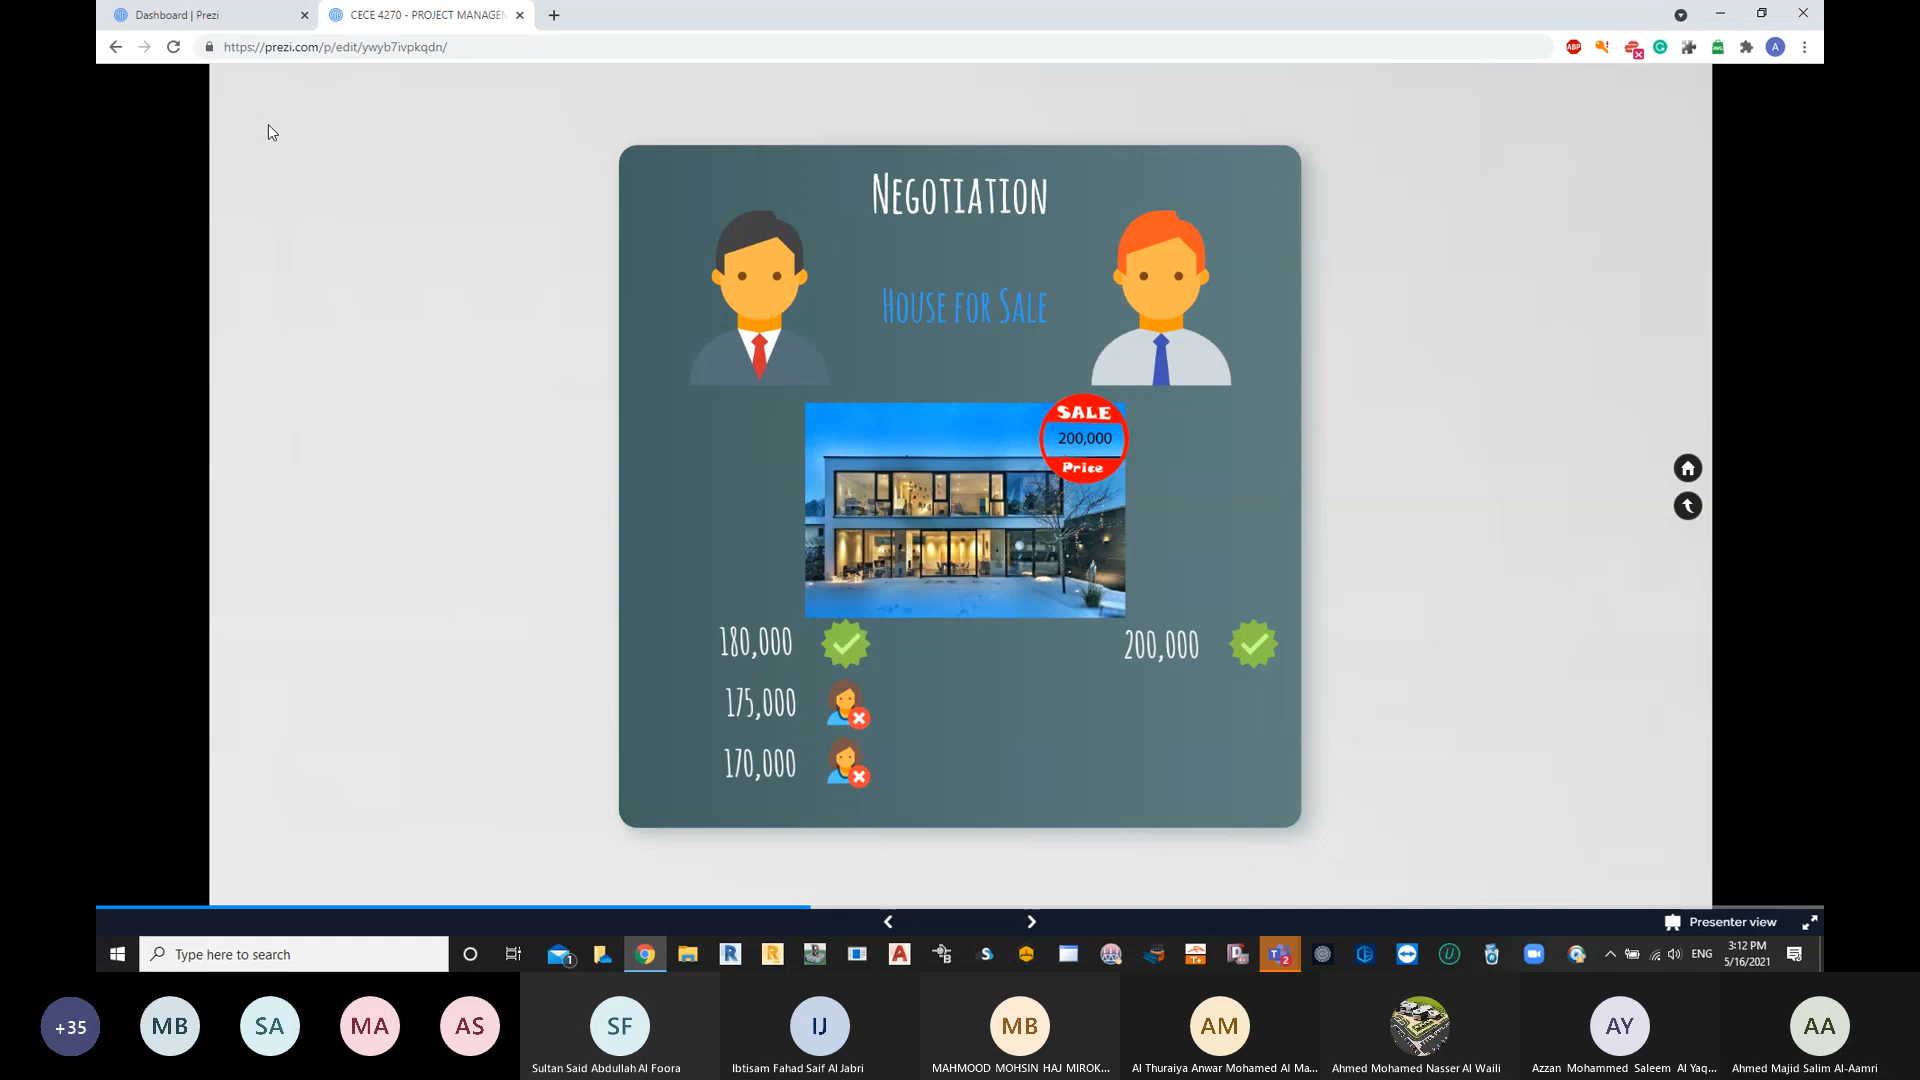 Dashboard | Prezi
CECE 4270 - PROJECT MANAGEM
https://prezi.com/p/edit/ywyb7ivpkqdn/
ABP
A
Negotiation
House for Sale
SALE
200,000
Price
180,000
200,000
175,000
170,000
Presenter view
Type here to search
1
2
ENG
3:12 PM
5/16/2021
+35
MB
SA
MA
AS
SF
IJ
MB
AM
AY
AA
Sultan Said Abdullah Al Foora
Ibtisam Fahad Saif Al Jabri
MAHMOOD MOHSIN HAJ MIROK...
Al Thuraiya Anwar Mohamed Al Ma...
Ahmed Mohamed Nasser Al Waili
Azzan Mohammed Saleem Al Yaq...
Ahmed Majid Salim Al-Aamri